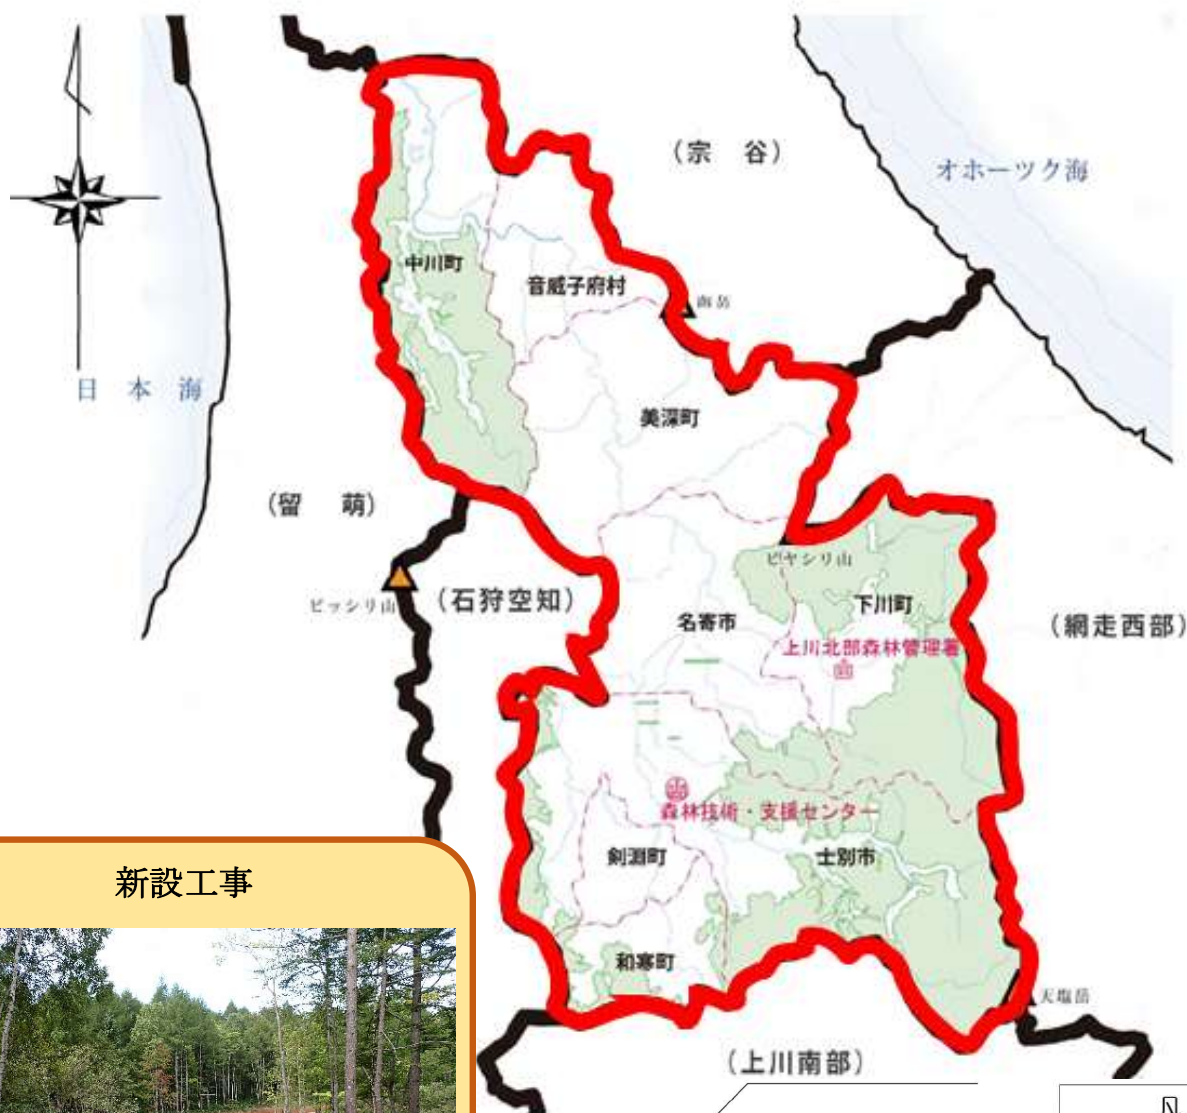 （宗　谷）
オホーツク海
中川町
音威子府村
函岳
日　本　海
美深町
（留　萌）
ピヤシリ山
ピッシリ山
（石狩空知）
下川町
名寄市
（網走西部）
上川北部森林管理署
森林技術・支援センター
剣淵町
士別市
新設工事
和寒町
天塩岳
（上川南部）